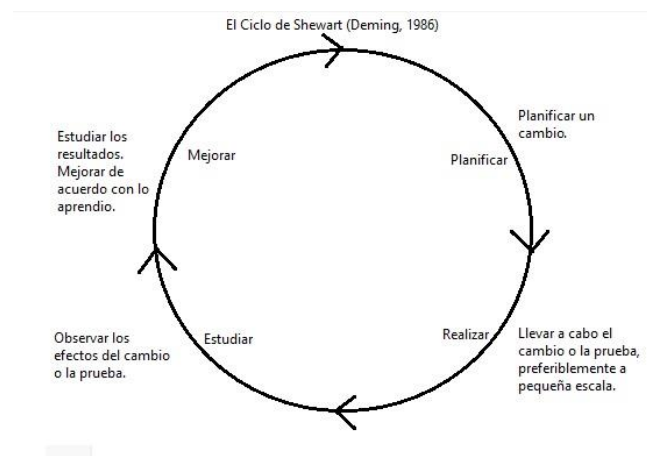 El Ciclo de Shewart (Deming, 1986)
Planificar un
cambio.
Planificar
Estudiar los
resultados.
Mejorar de
acuerdo con lo
aprendio.
Mejorar
Realizar
Llevar a cabo el
cambio o la prueba,
preferiblemente a
pequeña escala.
Estudiar
Observar los
efectos del cambio
o la prueba.